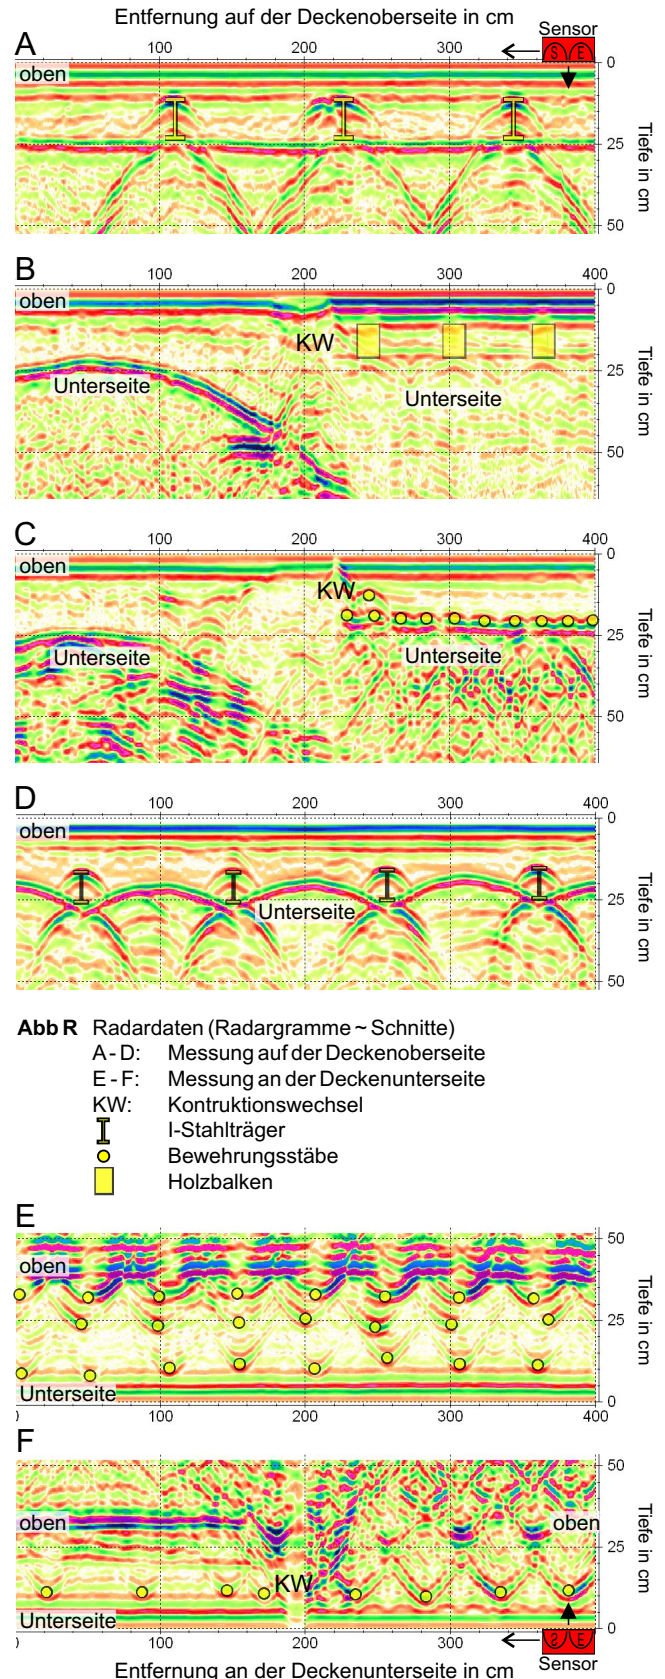 Entfernung auf der Deckenoberseite in cm
Sensor
S E
A
100 200 300
oben
0
25
50
Tiefe in cm
B
100 200 300 400
oben
KW
Unterseite
Unterseite
0
25
50
Tiefe in cm
C
100 200 300 400
oben
KW
Unterseite
Unterseite
0
25
50
Tiefe in cm
D
100 200 300 400
oben
Unterseite
0
25
50
Tiefe in cm
Abb R Radardaten (Radargramme ~ Schnitte)
A - D: Messung auf der Deckenoberseite
E - F: Messung an der Deckenunterseite
KW: Kontruktionswechsel
I-Stahlträger
Bewehrungsstäbe
Holzbalken
E
oben
Unterseite
50
25
0
Tiefe in cm
0 100 200 300 400
F
oben
oben
KW
Unterseite
50
25
0
Tiefe in cm
0 100 200 300
S E
Sensor
Entfernung an der Deckenunterseite in cm